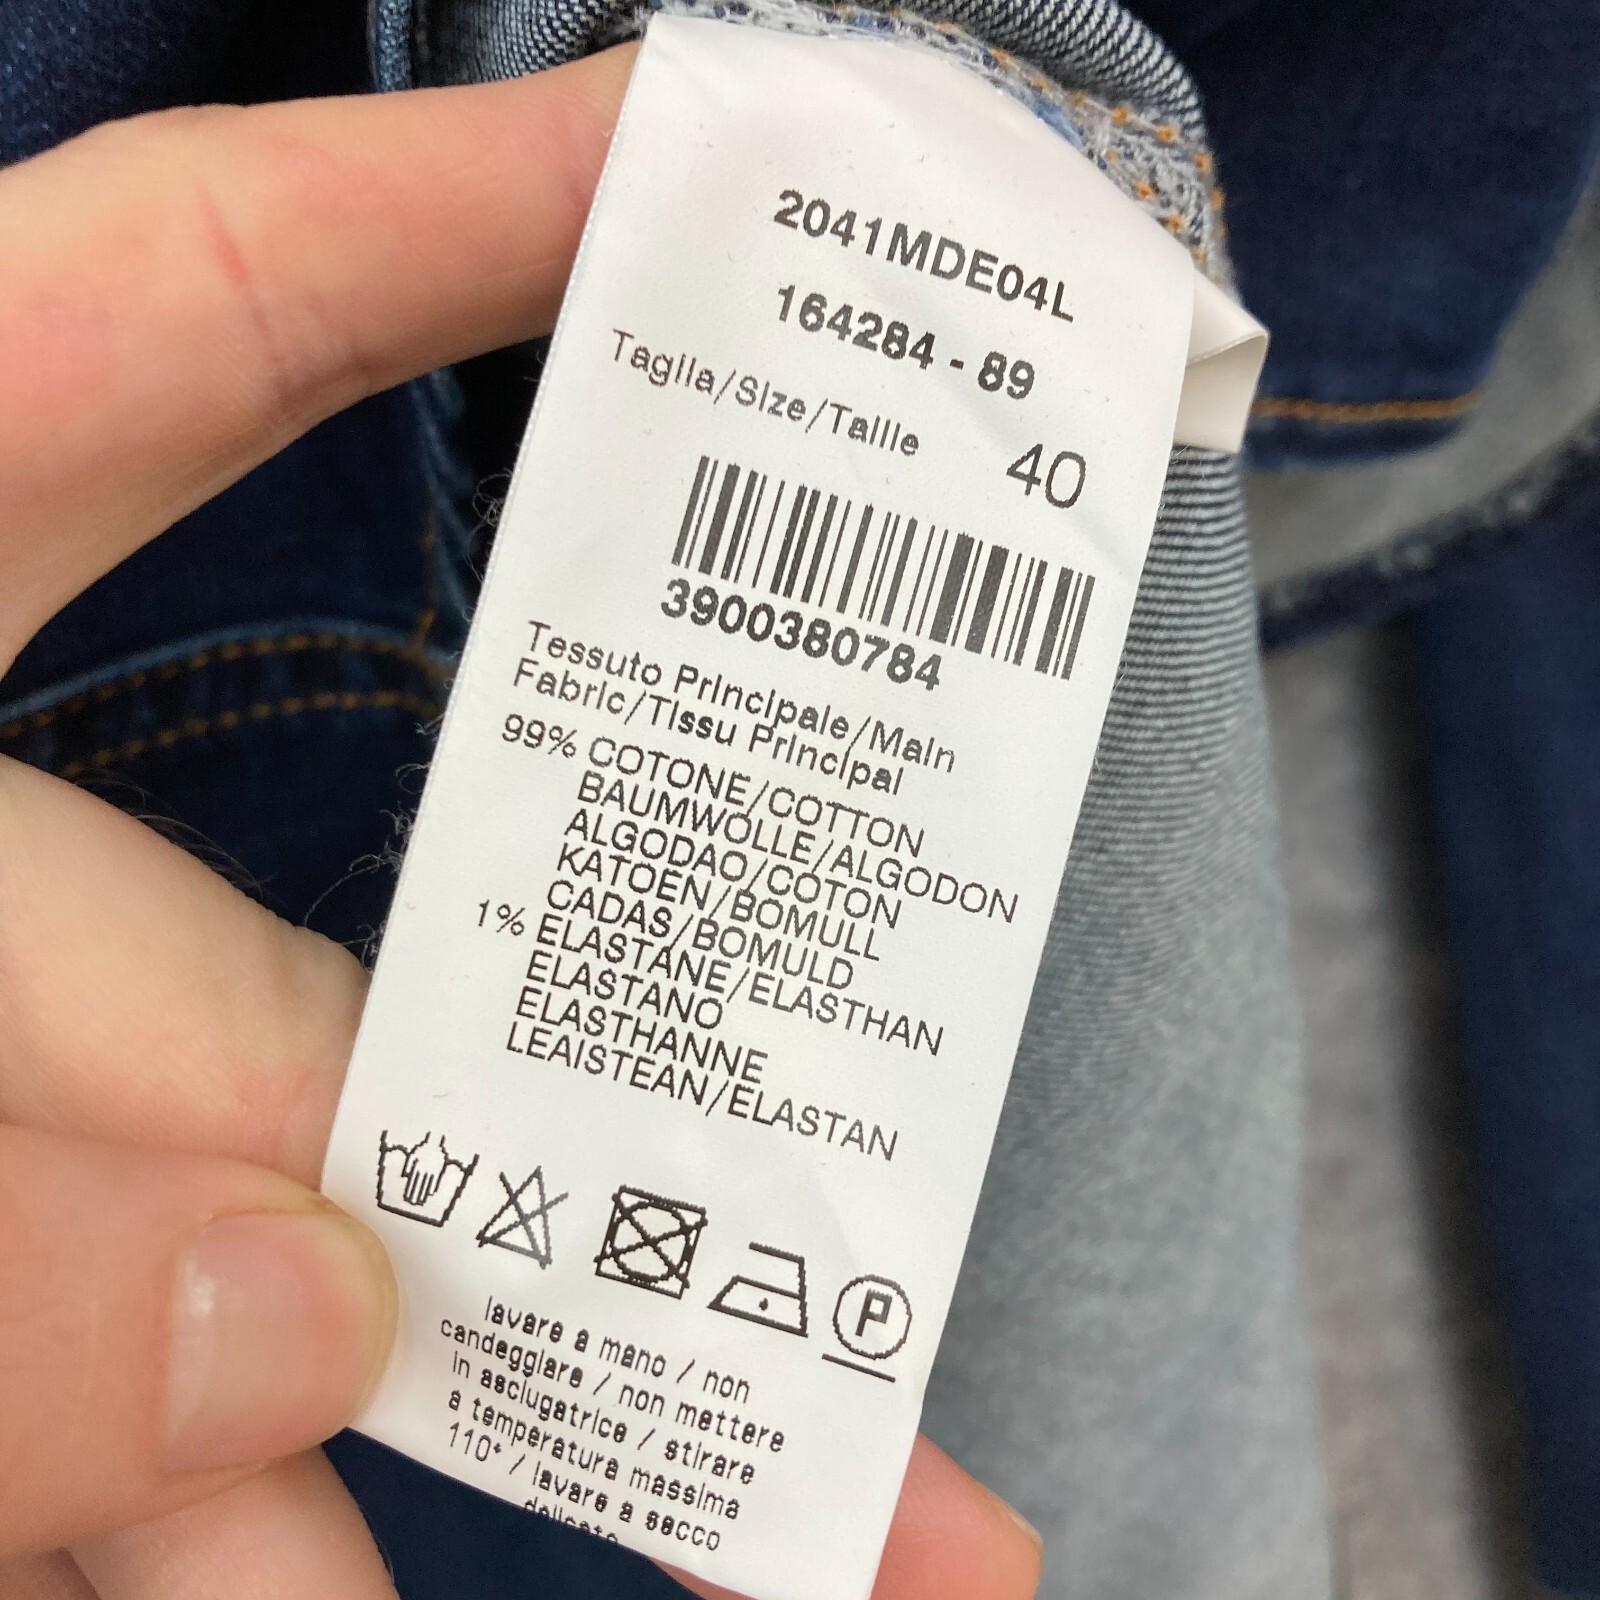 2041MDE04L
164284 - 89
Taglia/Size/Taille 40
3900380784
Tessuto Principale/Main
Fabric/Tissu Principal
99% COTONE/COTTON
BAUMWOLLE/ALGODON
ALGODAO/COTON
KATOEN/BOMULL
CADAS/BOMULD
1% ELASTANE/ELASTHAN
ELASTANO
ELASTHANNE
LEAISTEAN/ELASTAN
P
lavare a mano / non
candeggiare / non mettere
in asciugatrice / stirare
a temperatura massima
110° / lavare a secco
delicato